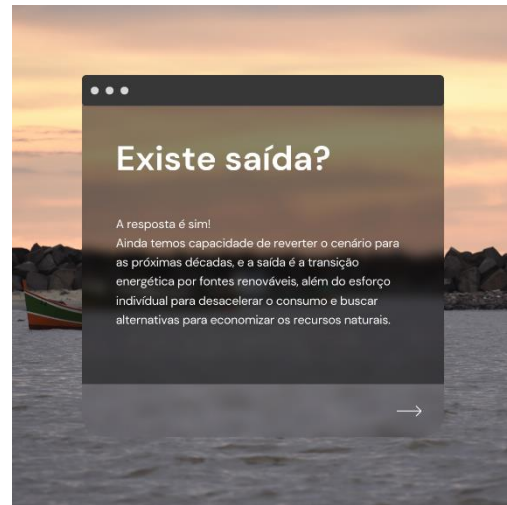 Existe saída?
A resposta é sim!
Ainda temos capacidade de reverter o cenário para
as próximas décadas, e a saída é a transição
energética por fontes renováveis, além do esforço
indivídual para desacelerar o consumo e buscar
alternativas para economizar os recursos naturais.